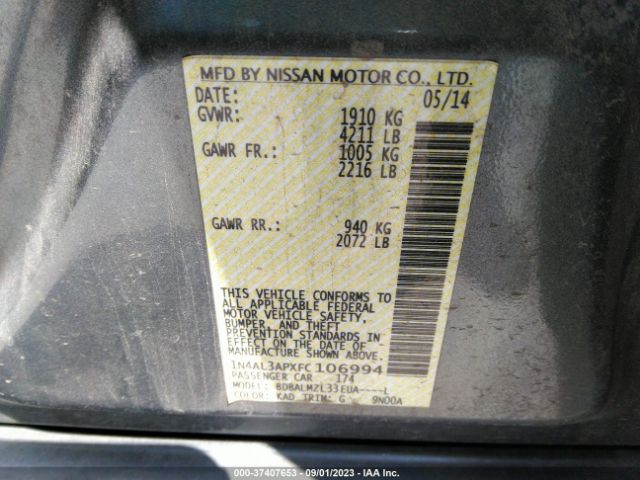 MFD BY NISSAN MOTOR CO., LTD.
DATE: 05/14
GVWR: 1910 KG
4211 LB
GAWR FR.: 1005 KG
2216 LB
GAWR RR.: 940 KG
2072 LB
THIS VEHICLE CONFORMS TO
ALL APPLICABLE FEDERAL
MOTOR VEHICLE SAFETY,
BUMPER, AND THEFT
PREVENTION STANDARDS
IN EFFECT ON THE DATE OF
MANUFACTURE SHOWN ABOVE.
1N4AL3APXFC106994
PASSENGER CAR 174
MODEL: BDBALMZL33EUA----L
COLOR: KAD TRIM: G 9N00A
© - 37407653 - 09/01/2023 - IAA Inc.